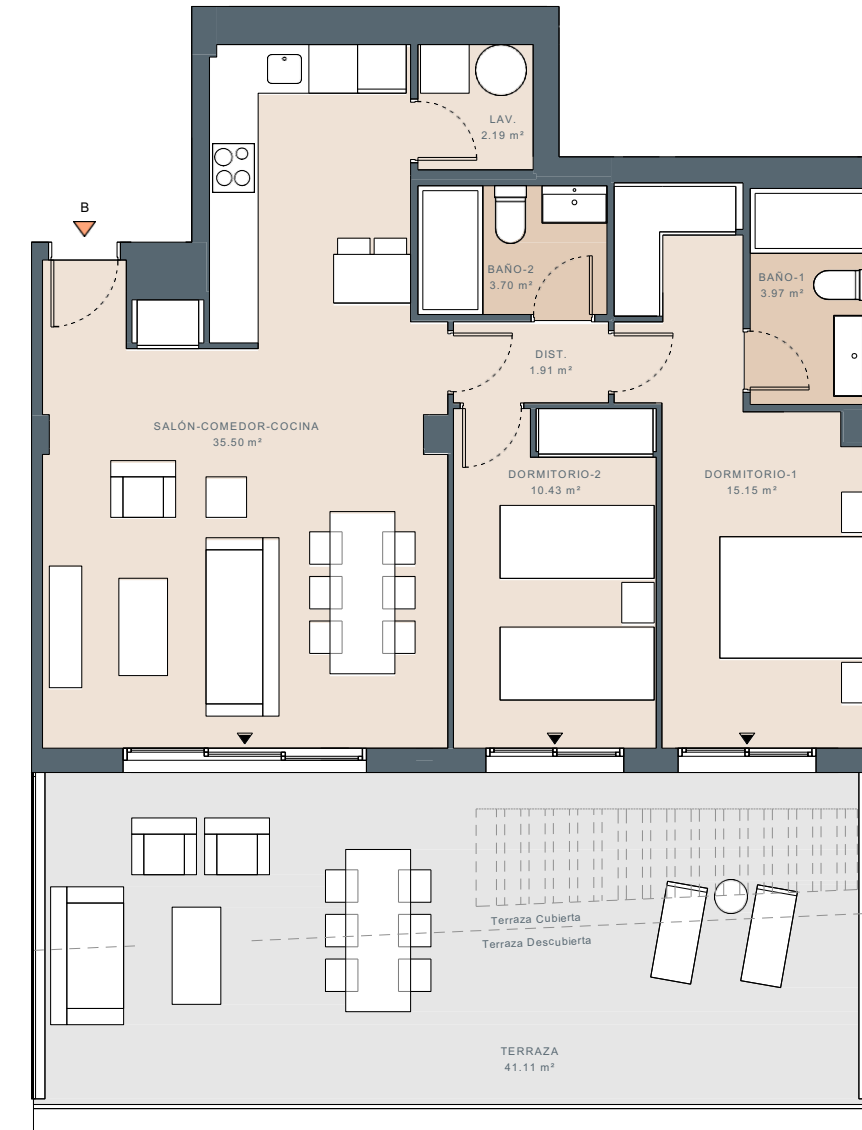 LAV.
2.19 m²
B
BAÑO-2
3.70 m²
BAÑO-1
3.97 m²
DIST.
1.91 m²
SALÓN-COMEDOR-COCINA
35.50 m²
DORMITORIO-2
10.43 m²
DORMITORIO-1
15.15 m²
Terraza Cubierta
Terraza Descubierta
TERRAZA
41.11 m²